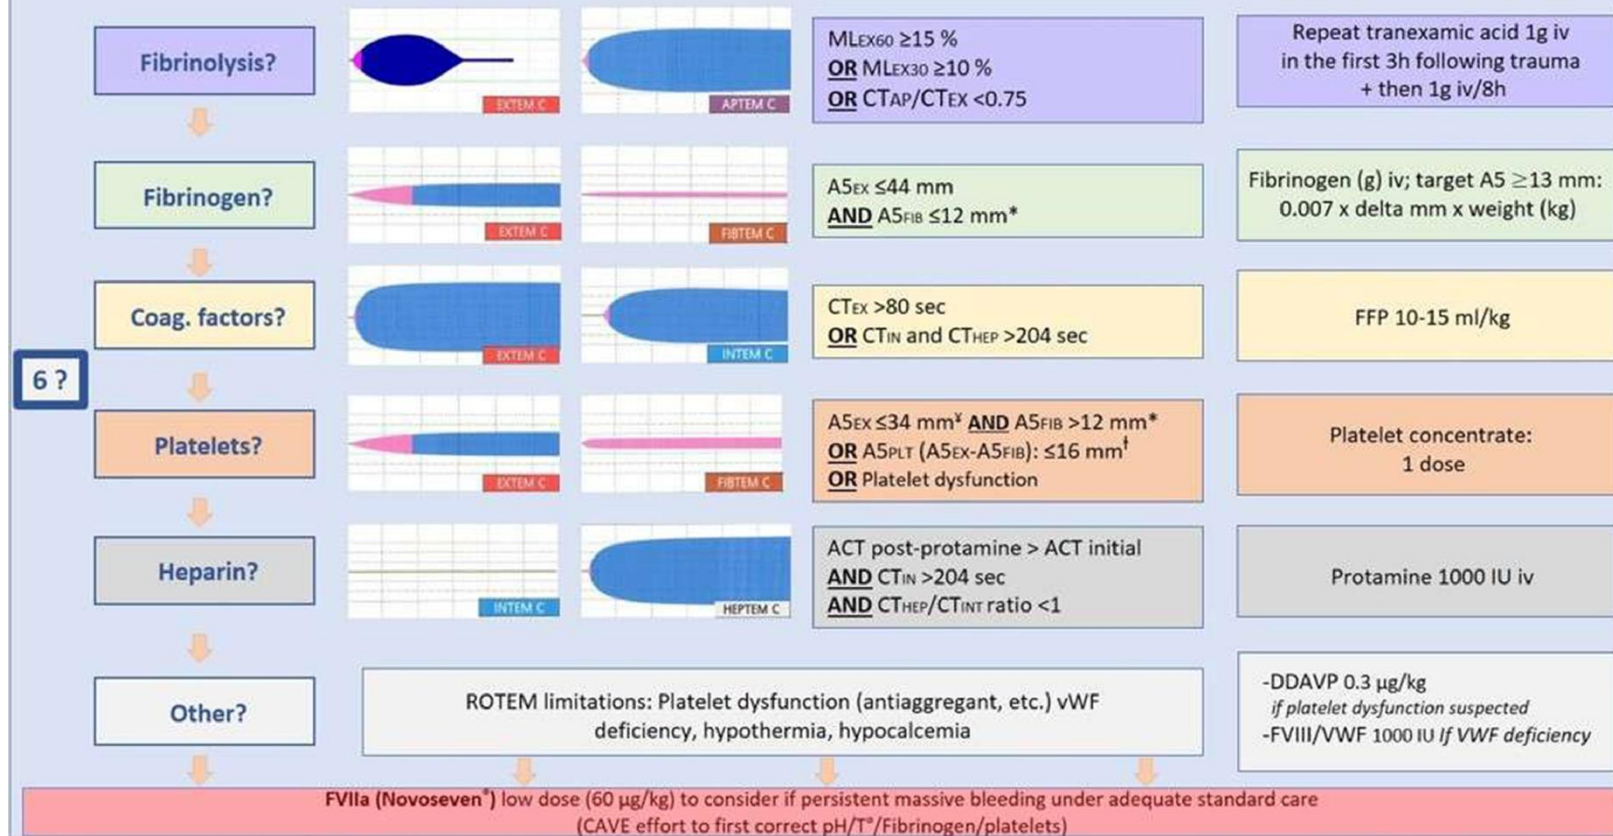 Fibrinolysis?
EXTEM C
APTEM C
MLEX60 ≥15 %
OR MLEX30 ≥10 %
OR CTAP/CTEX <0.75
Repeat tranexamic acid 1g iv
in the first 3h following trauma
+ then 1g iv/8h
Fibrinogen?
EXTEM C
FIBTEM C
A5EX ≤44 mm
AND A5FIB ≤12 mm*
Fibrinogen (g) iv; target A5 ≥13 mm:
0.007 x delta mm x weight (kg)
Coag. factors?
EXTEM C
INTEM C
CTEX >80 sec
OR CTIN and CTHEP >204 sec
FFP 10-15 ml/kg
6 ?
Platelets?
EXTEM C
FIBTEM C
A5EX ≤34 mm¥ AND A5FIB >12 mm*
OR A5PLT (A5EX-A5FIB): ≤16 mmƗ
OR Platelet dysfunction
Platelet concentrate:
1 dose
Heparin?
INTEM C
HEPTEM C
ACT post-protamine > ACT initial
AND CTIN >204 sec
AND CTHEP/CTINT ratio <1
Protamine 1000 IU iv
Other?
ROTEM limitations: Platelet dysfunction (antiaggregant, etc.) vWF
deficiency, hypothermia, hypocalcemia
-DDAVP 0.3 µg/kg
if platelet dysfunction suspected
-FVIII/VWF 1000 IU If VWF deficiency
FVIIa (Novoseven®) low dose (60 µg/kg) to consider if persistent massive bleeding under adequate standard care
(CAVE effort to first correct pH/T°/Fibrinogen/platelets)